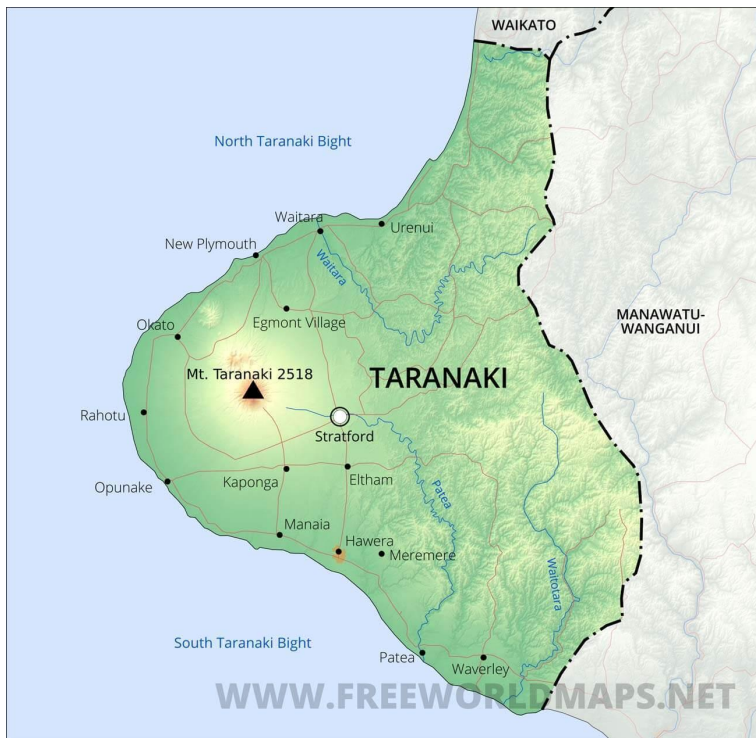 WAIKATO
North Taranaki Bight
Waitara
Urenui
New Plymouth
Waitara
MANAWATU-
WANGANUI
Okato
Egmont Village
Mt. Taranaki 2518
TARANAKI
Rahotu
Stratford
Opunake
Kaponga
Eltham
Patea
Manaia
Hawera
Meremere
Waitotara
South Taranaki Bight
Patea
Waverley
WWW.FREEWORLDMAPS.NET